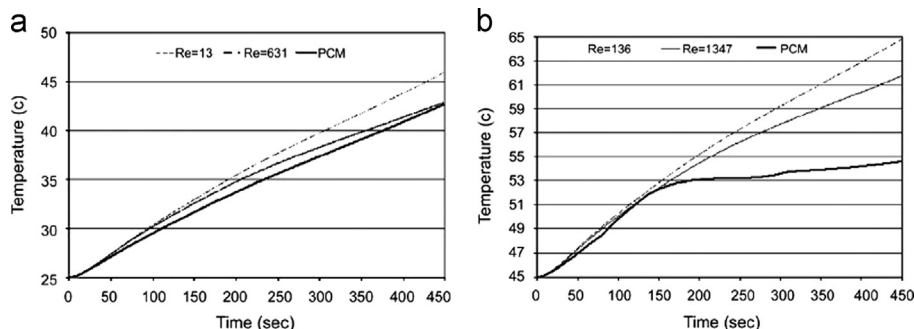 a
Re=13 Re=631 PCM
50
45
40
35
30
25
Temperature (c)
0 50 100 150 200 250 300 350 400 450
Time (sec)
b
Re=136 Re=1347 PCM
65
63
61
59
57
55
53
51
49
47
45
Temperature (c)
0 50 100 150 200 250 300 350 400 450
Time (sec)